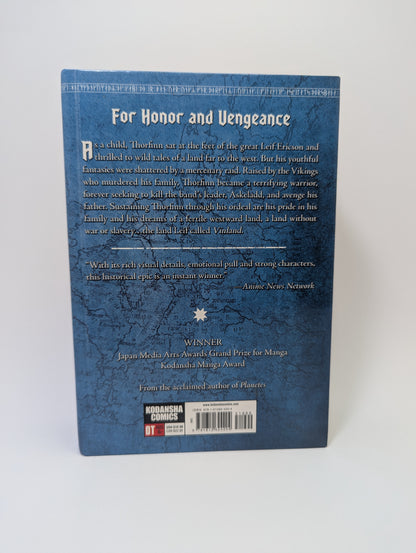 For Honor and Vengeance
As a child, Thorfinn sat at the feet of the great Leif Ericson and
thrilled to wild tales of a land far to the west. But his youthful
fantasies were shattered by a mercenary raid. Raised by the Vikings
who murdered his family, Thorfinn became a terrifying warrior,
forever seeking to kill the band's leader, Askeladd, and avenge his
father. Sustaining Thorfinn through his ordeal are his pride in his
family and his dreams of a fertile westward land, a land without
war or slavery...the land Leif called Vinland.
"With its rich visual details, emotional pull and strong characters,
this historical epic is an instant winner."
Anime News Network
WINNER
Japan Media Arts Awards Grand Prize for Manga
Kodansha Manga Award
From the acclaimed author of Planetes
KODANSHA
COMICS
OT